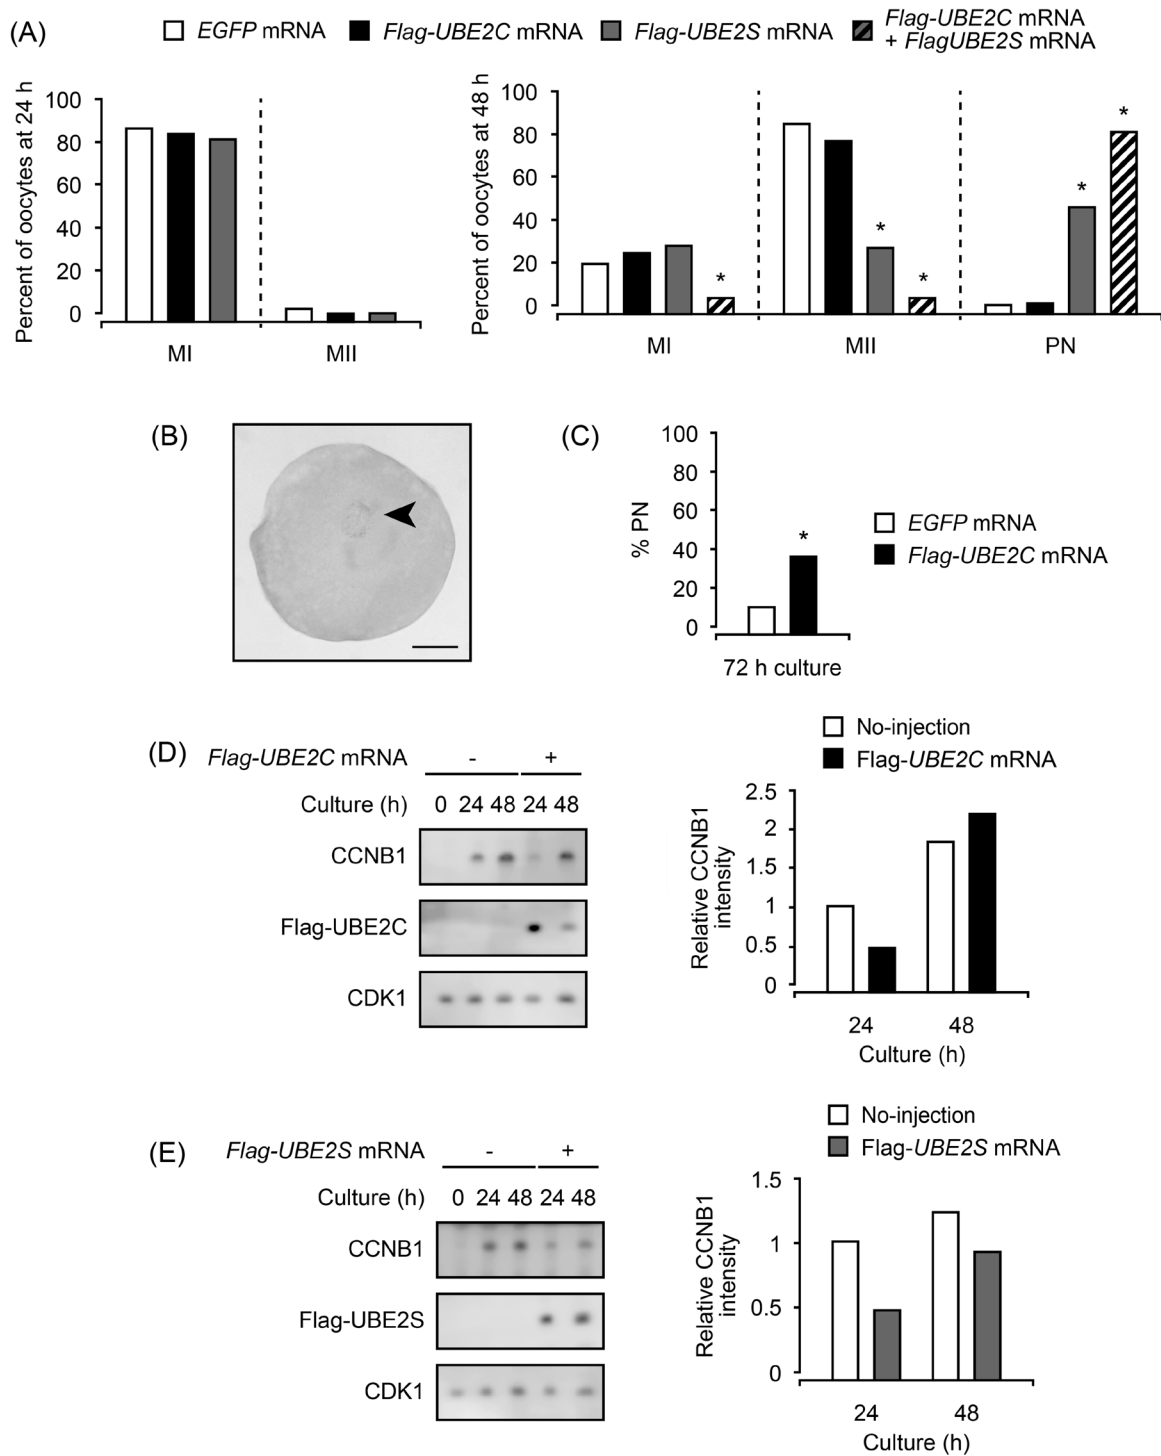 (A)
EGFP mRNA
Flag-UBE2C mRNA
Flag-UBE2S mRNA
Flag-UBE2C mRNA
+ FlagUBE2S mRNA
Percent of oocytes at 24 h
100
80
60
40
20
0
MI
MII
Percent of oocytes at 48 h
100
80
60
40
20
0
*
*
*
*
*
MI
MII
PN
(B)
(C)
% PN
100
80
60
40
20
0
*
72 h culture
EGFP mRNA
Flag-UBE2C mRNA
(D)
Flag-UBE2C mRNA - +
Culture (h) 0 24 48 24 48
CCNB1
Flag-UBE2C
CDK1
No-injection
Flag-UBE2C mRNA
Relative CCNB1
intensity
2.5
2
1.5
1
0.5
0
24 48
Culture (h)
(E)
Flag-UBE2S mRNA - +
Culture (h) 0 24 48 24 48
CCNB1
Flag-UBE2S
CDK1
No-injection
Flag-UBE2S mRNA
Relative CCNB1
intensity
1.5
1
0.5
0
24 48
Culture (h)